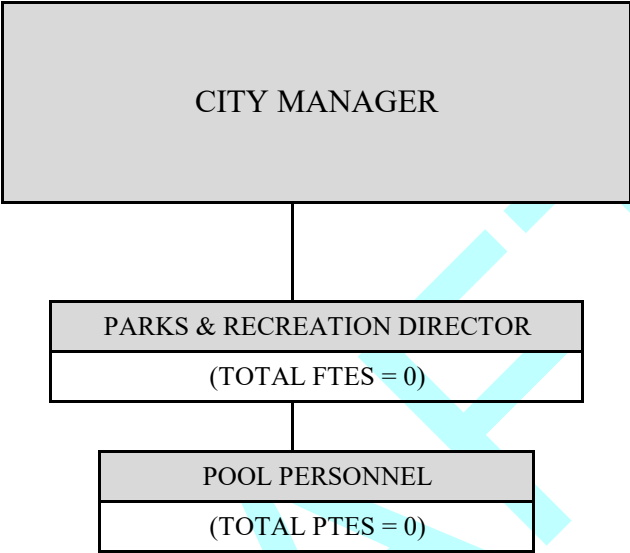 CITY MANAGER
PARKS & RECREATION DIRECTOR
(TOTAL FTES = 0)
POOL PERSONNEL
(TOTAL PTES = 0)